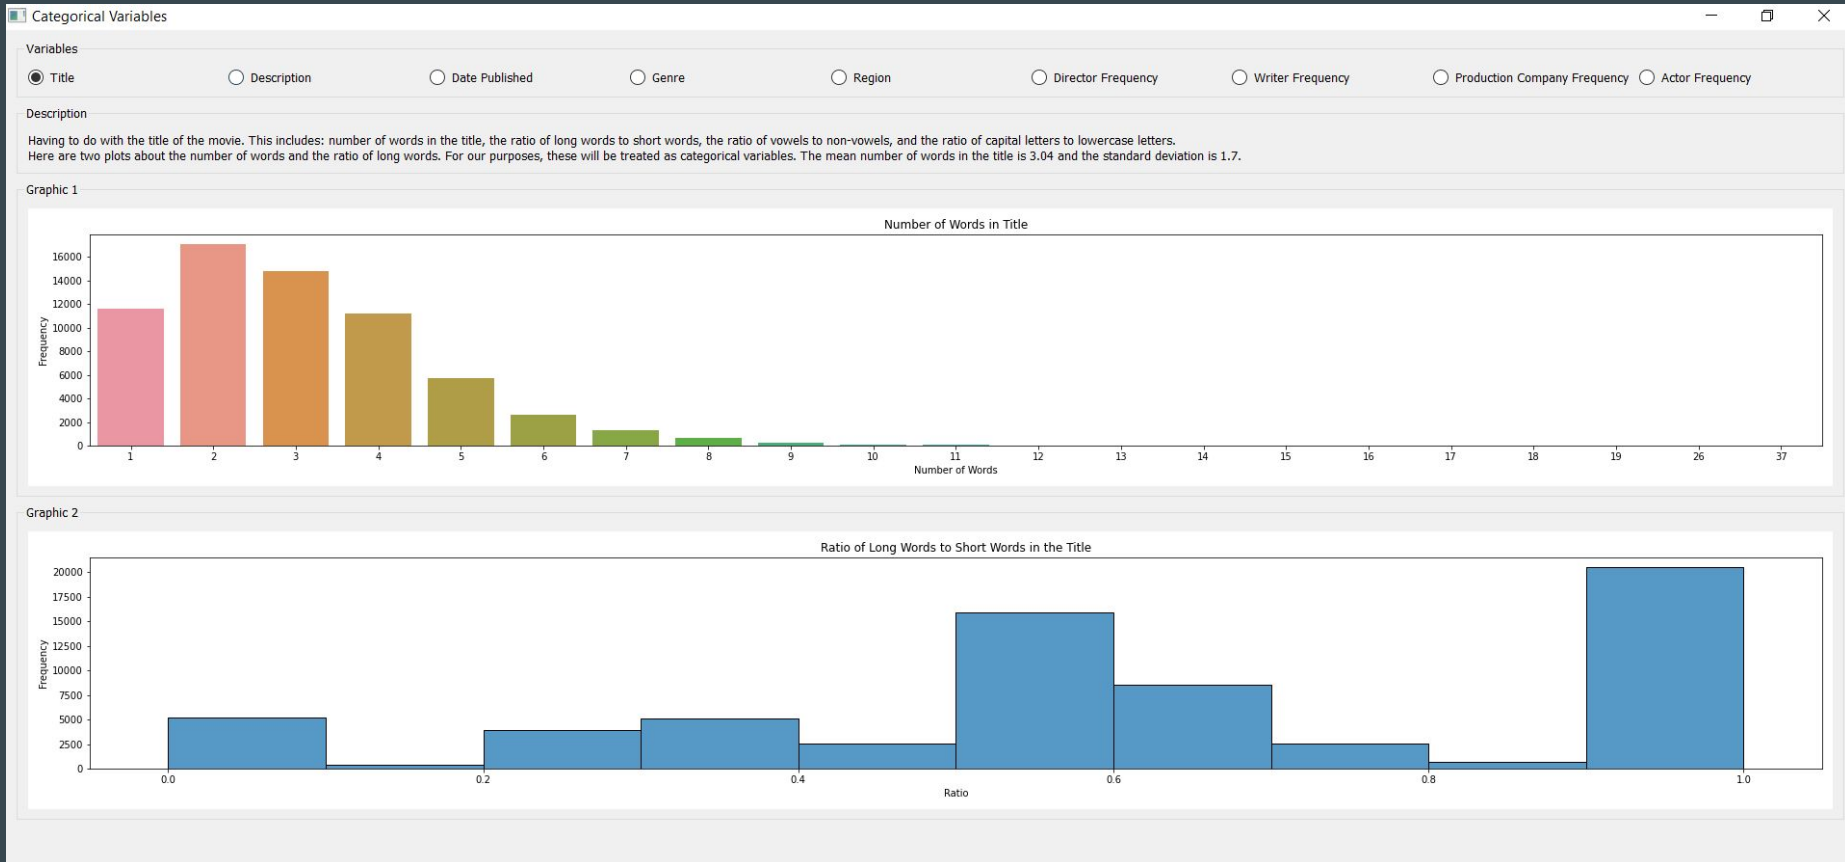 Categorical Variables
Variables
Title Description Date Published Genre Region Director Frequency Writer Frequency Production Company Frequency Actor Frequency
Description
Having to do with the title of the movie. This includes: number of words in the title, the ratio of long words to short words, the ratio of vowels to non-vowels, and the ratio of capital letters to lowercase letters.
Here are two plots about the number of words and the ratio of long words. For our purposes, these will be treated as categorical variables. The mean number of words in the title is 3.04 and the standard deviation is 1.7.
Graphic 1
Number of Words in Title
16000
14000
12000
10000
8000
6000
4000
2000
0
Frequency
1 2 3 4 5 6 7 8 9 10 11 12 13 14 15 16 17 18 19 26 37
Number of Words
Graphic 2
Ratio of Long Words to Short Words in the Title
20000
17500
15000
12500
10000
7500
5000
2500
0
Frequency
0.0 0.2 0.4 0.6 0.8 1.0
Ratio